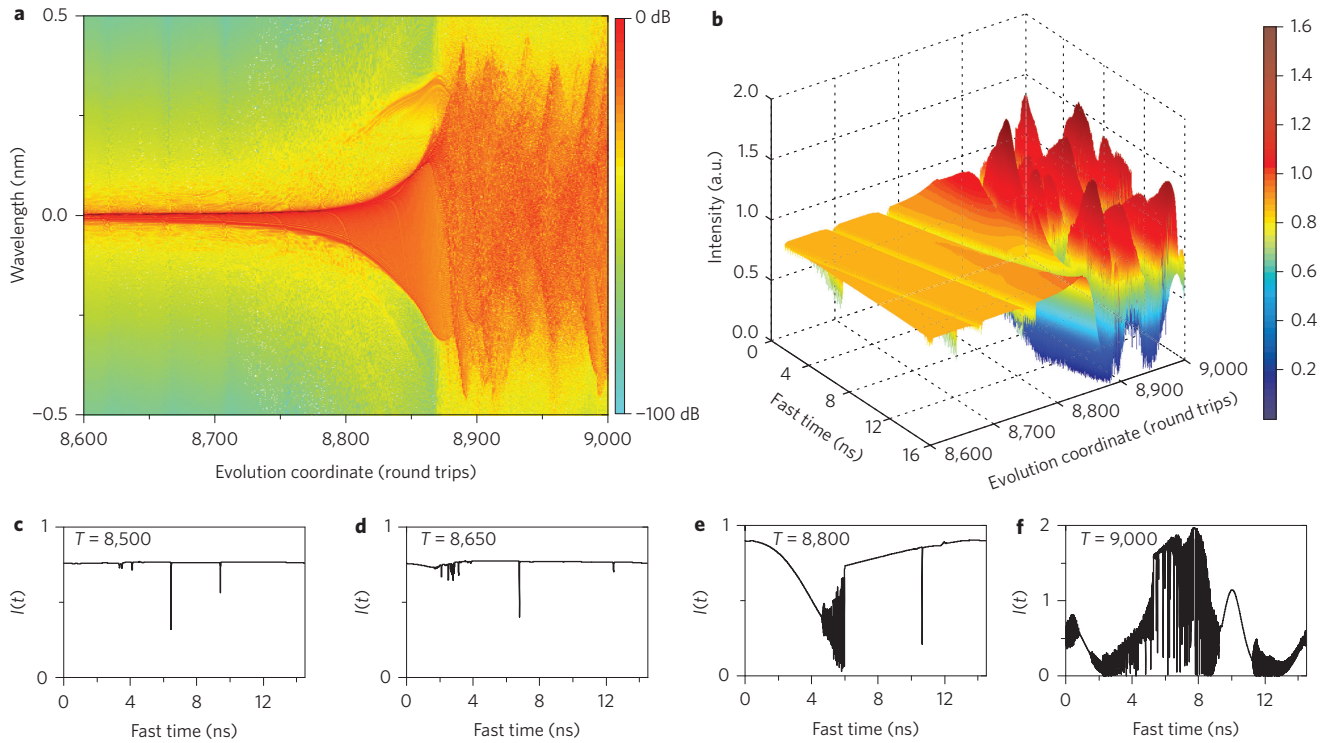 a
0.5
0.0
−0.5
Wavelength (nm)
8,600
8,700
8,800
8,900
9,000
Evolution coordinate (round trips)
0 dB
−100 dB
b
2.0
1.5
1.0
0.5
0.0
Intensity (a.u.)
0
4
8
12
16
Fast time (ns)
8,600
8,700
8,800
8,900
9,000
Evolution coordinate (round trips)
1.6
1.4
1.2
1.0
0.8
0.6
0.4
0.2
c
T = 8,500
1
0
I(t)
0
4
8
12
Fast time (ns)
d
T = 8,650
1
0
I(t)
0
4
8
12
Fast time (ns)
e
T = 8,800
1
0
I(t)
0
4
8
12
Fast time (ns)
f
T = 9,000
2
1
0
I(t)
0
4
8
12
Fast time (ns)